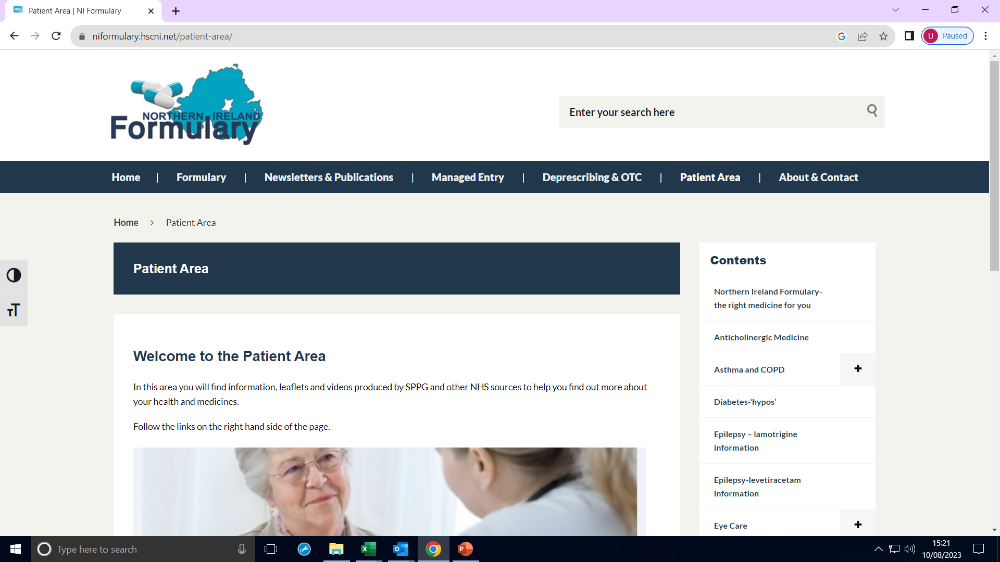 HSC
Patient Area | NI Formulary
niformulary.hscni.net/patient-area/
U
Paused
NORTHERN IRELAND
Formulary
Enter your search here
Home | Formulary | Newsletters & Publications | Managed Entry | Deprescribing & OTC | Patient Area | About & Contact
Home > Patient Area
Patient Area
Welcome to the Patient Area
In this area you will find information, leaflets and videos produced by SPPG and other NHS sources to help you find out more about
your health and medicines.
Follow the links on the right hand side of the page.
Contents
Northern Ireland Formulary-
the right medicine for you
Anticholinergic Medicine
Asthma and COPD
Diabetes-‘hypos’
Epilepsy – lamotrigine
information
Epilepsy-levetiracetam
information
Eye Care
TT
Type here to search
15:21
10/08/2023